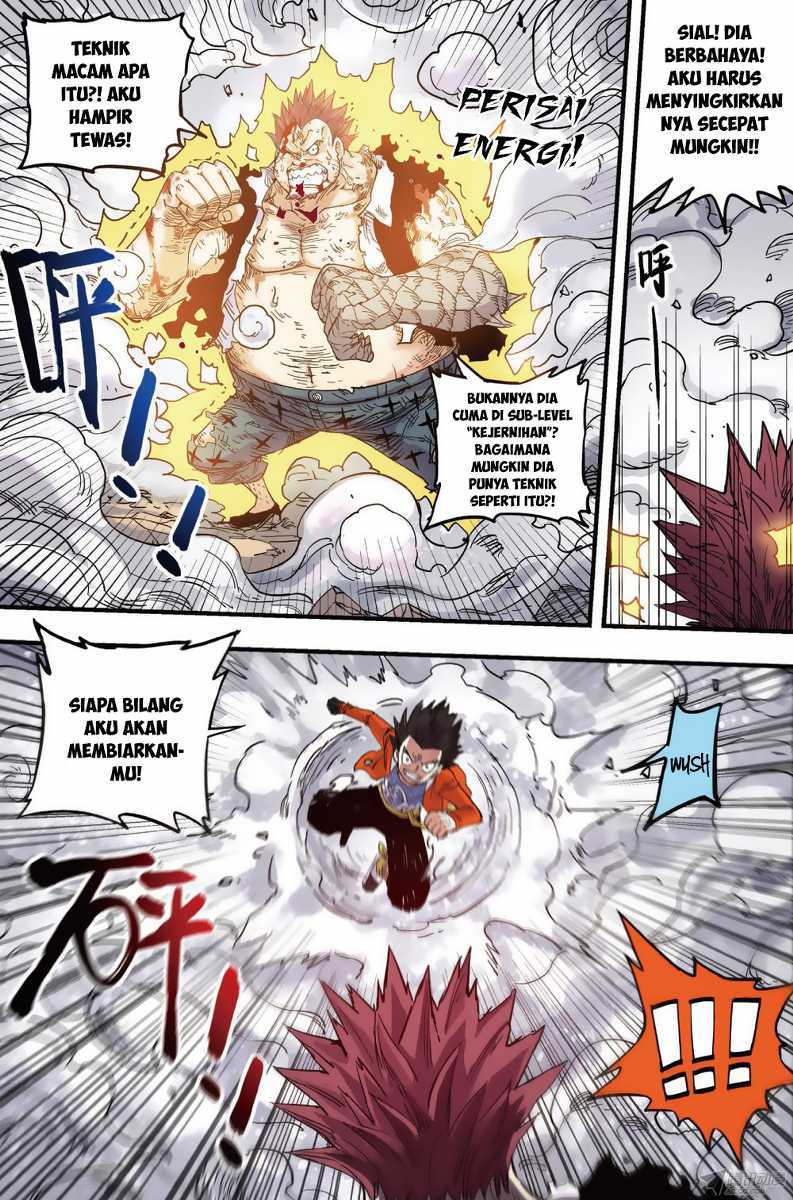 TEKNIK
MACAM APA
ITU?! AKU
HAMPIR
TEWAS!
PERISAI
ENERGI!
呼!!
BUKANNYA DIA
CUMA DI SUB-LEVEL
"KEJERNIHAN"?
BAGAIMANA
MUNGKIN DIA
PUNYA TEKNIK
SEPERTI ITU?!
SIAL! DIA
BERBAHAYA!
AKU HARUS
MENYINGKIRKAN
NYA SECEPAT
MUNGKIN!!
呼
SIAPA BILANG
AKU AKAN
MEMBIARKAN-
MU!
WUSH
砰!!
!!!